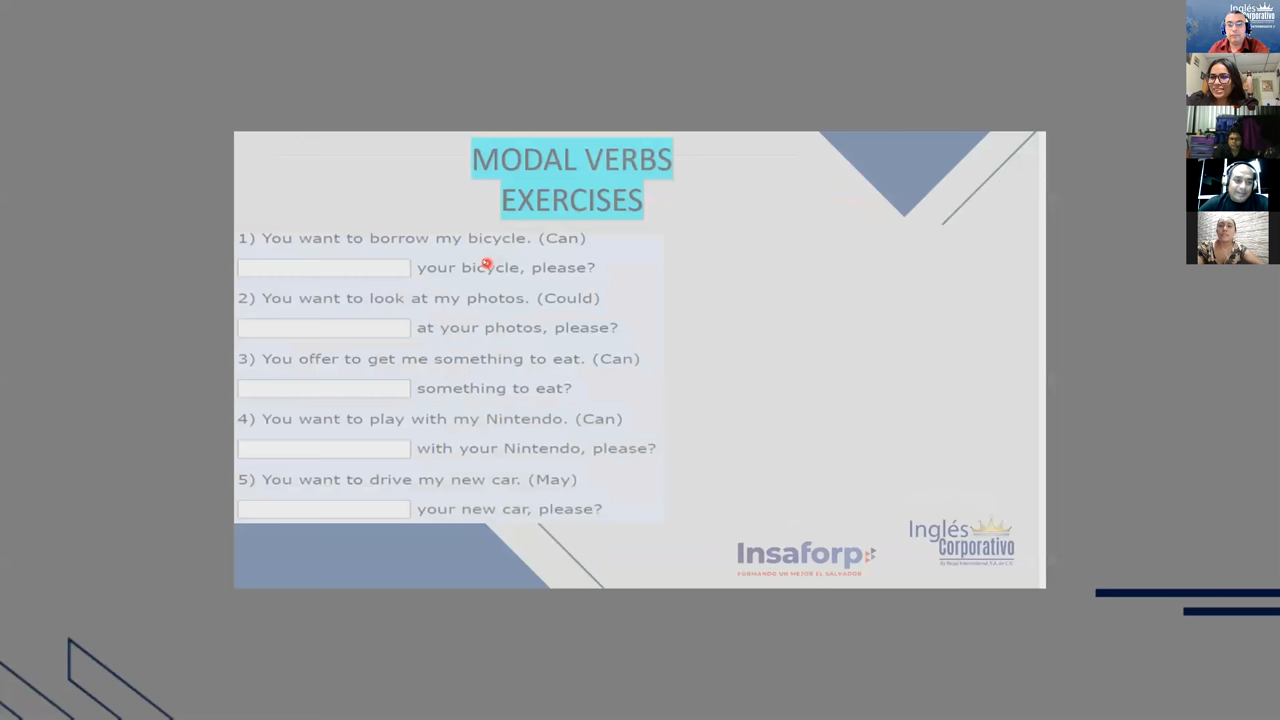 MODAL VERBS
EXERCISES
1) You want to borrow my bicycle. (Can)
your bicycle, please?
2) You want to look at my photos. (Could)
at your photos, please?
3) You offer to get me something to eat. (Can)
something to eat?
4) You want to play with my Nintendo. (Can)
with your Nintendo, please?
5) You want to drive my new car. (May)
your new car, please?
Insaforp
FORMANDO UN MEJOR EL SALVADOR
Inglés
Corporativo
Inglés
Corporativo